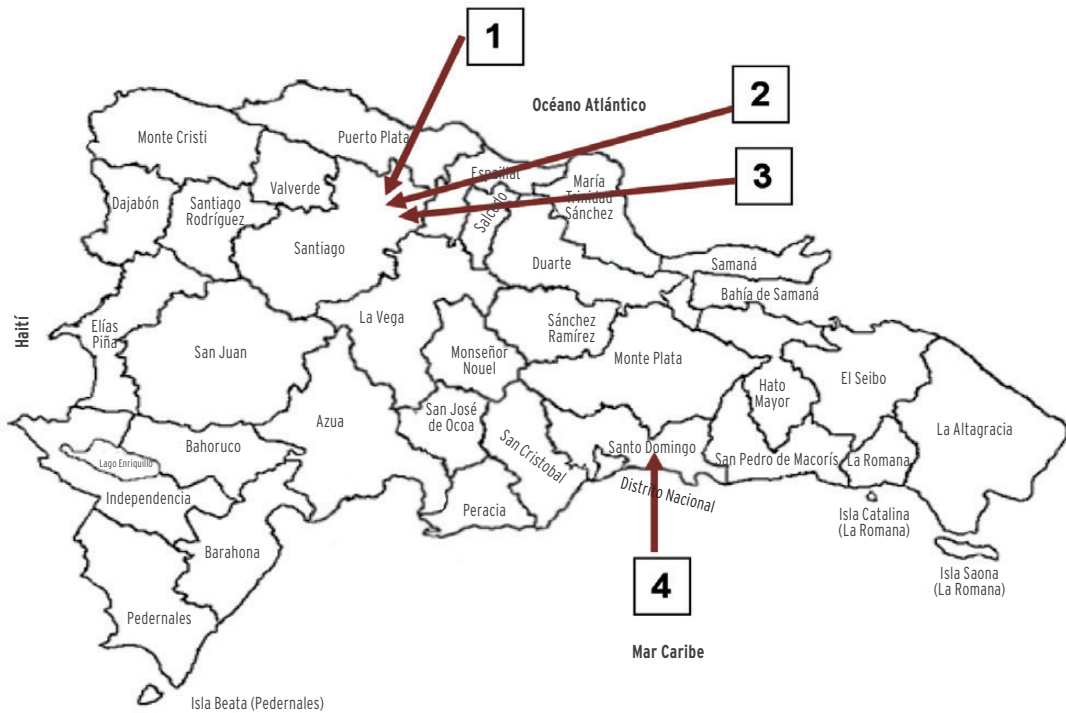 1
2
Océano Atlántico
Monte Cristi
Puerto Plata
3
Espaillat
María
Trinidad
Sánchez
Valverde
Dajabón
Santiago
Rodríguez
Salcedo
Santiago
Duarte
Samaná
Bahía de Samaná
Haití
Elías
Piña
La Vega
Sánchez
Ramírez
San Juan
Monseñor
Nouel
Monte Plata
El Seibo
Hato
Mayor
Azua
San José
de Ocoa
San Cristobal
La Altagracia
Bahoruco
Santo Domingo
San Pedro de Macorís
La Romana
Lago Enriquillo
Distrito Nacional
Independencia
Peracia
Isla Catalina
(La Romana)
Barahona
4
Isla Saona
(La Romana)
Pedernales
Mar Caribe
Isla Beata (Pedernales)